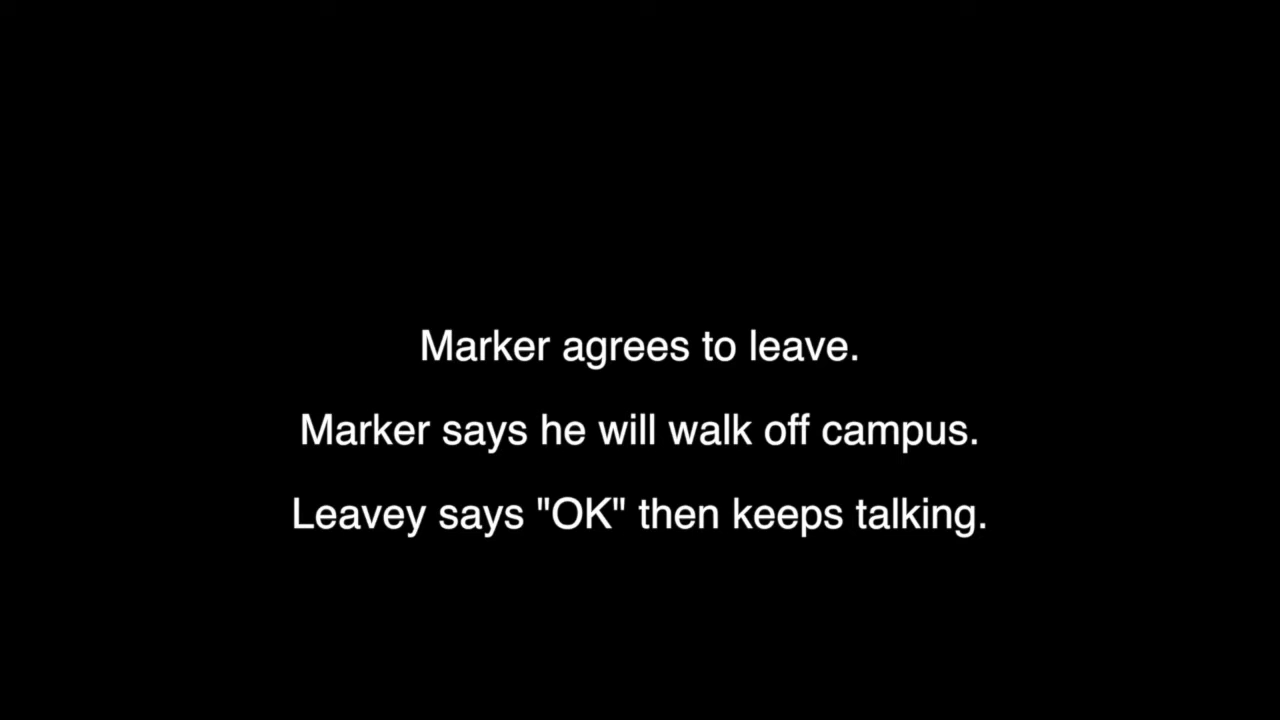 Marker agrees to leave.
Marker says he will walk off campus.
Leavey says "OK" then keeps talking.